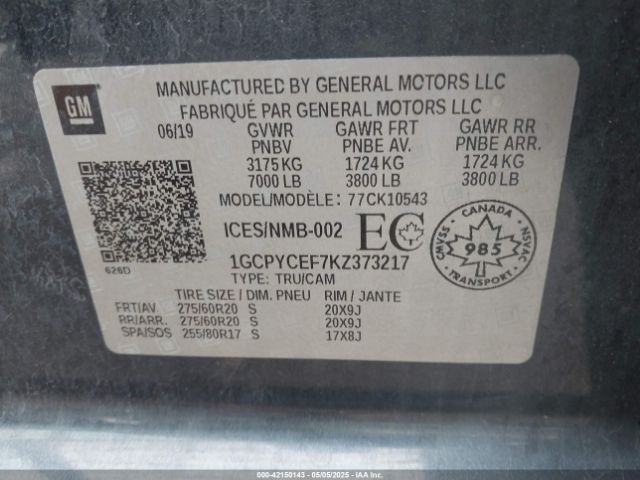 GM
MANUFACTURED BY GENERAL MOTORS LLC
FABRIQUÉ PAR GENERAL MOTORS LLC
06/19 GVWR GAWR FRT GAWR RR
PNBV PNBE AV. PNBE ARR.
3175 KG 1724 KG 1724 KG
7000 LB 3800 LB 3800 LB
MODEL/MODÈLE: 77CK10543
ICES/NMB-002 EC
CANADA
CMVSS 985 NSVAC
TRANSPORT
626D
1GCPYCEF7KZ373217
TYPE: TRU/CAM
TIRE SIZE / DIM. PNEU RIM / JANTE
FRT/AV. 275/60R20 S 20X9J
RR/ARR. 275/60R20 S 20X9J
SPA/SOS 255/80R17 S 17X8J
000-42150143 - 05/05/2025 - IAA Inc.